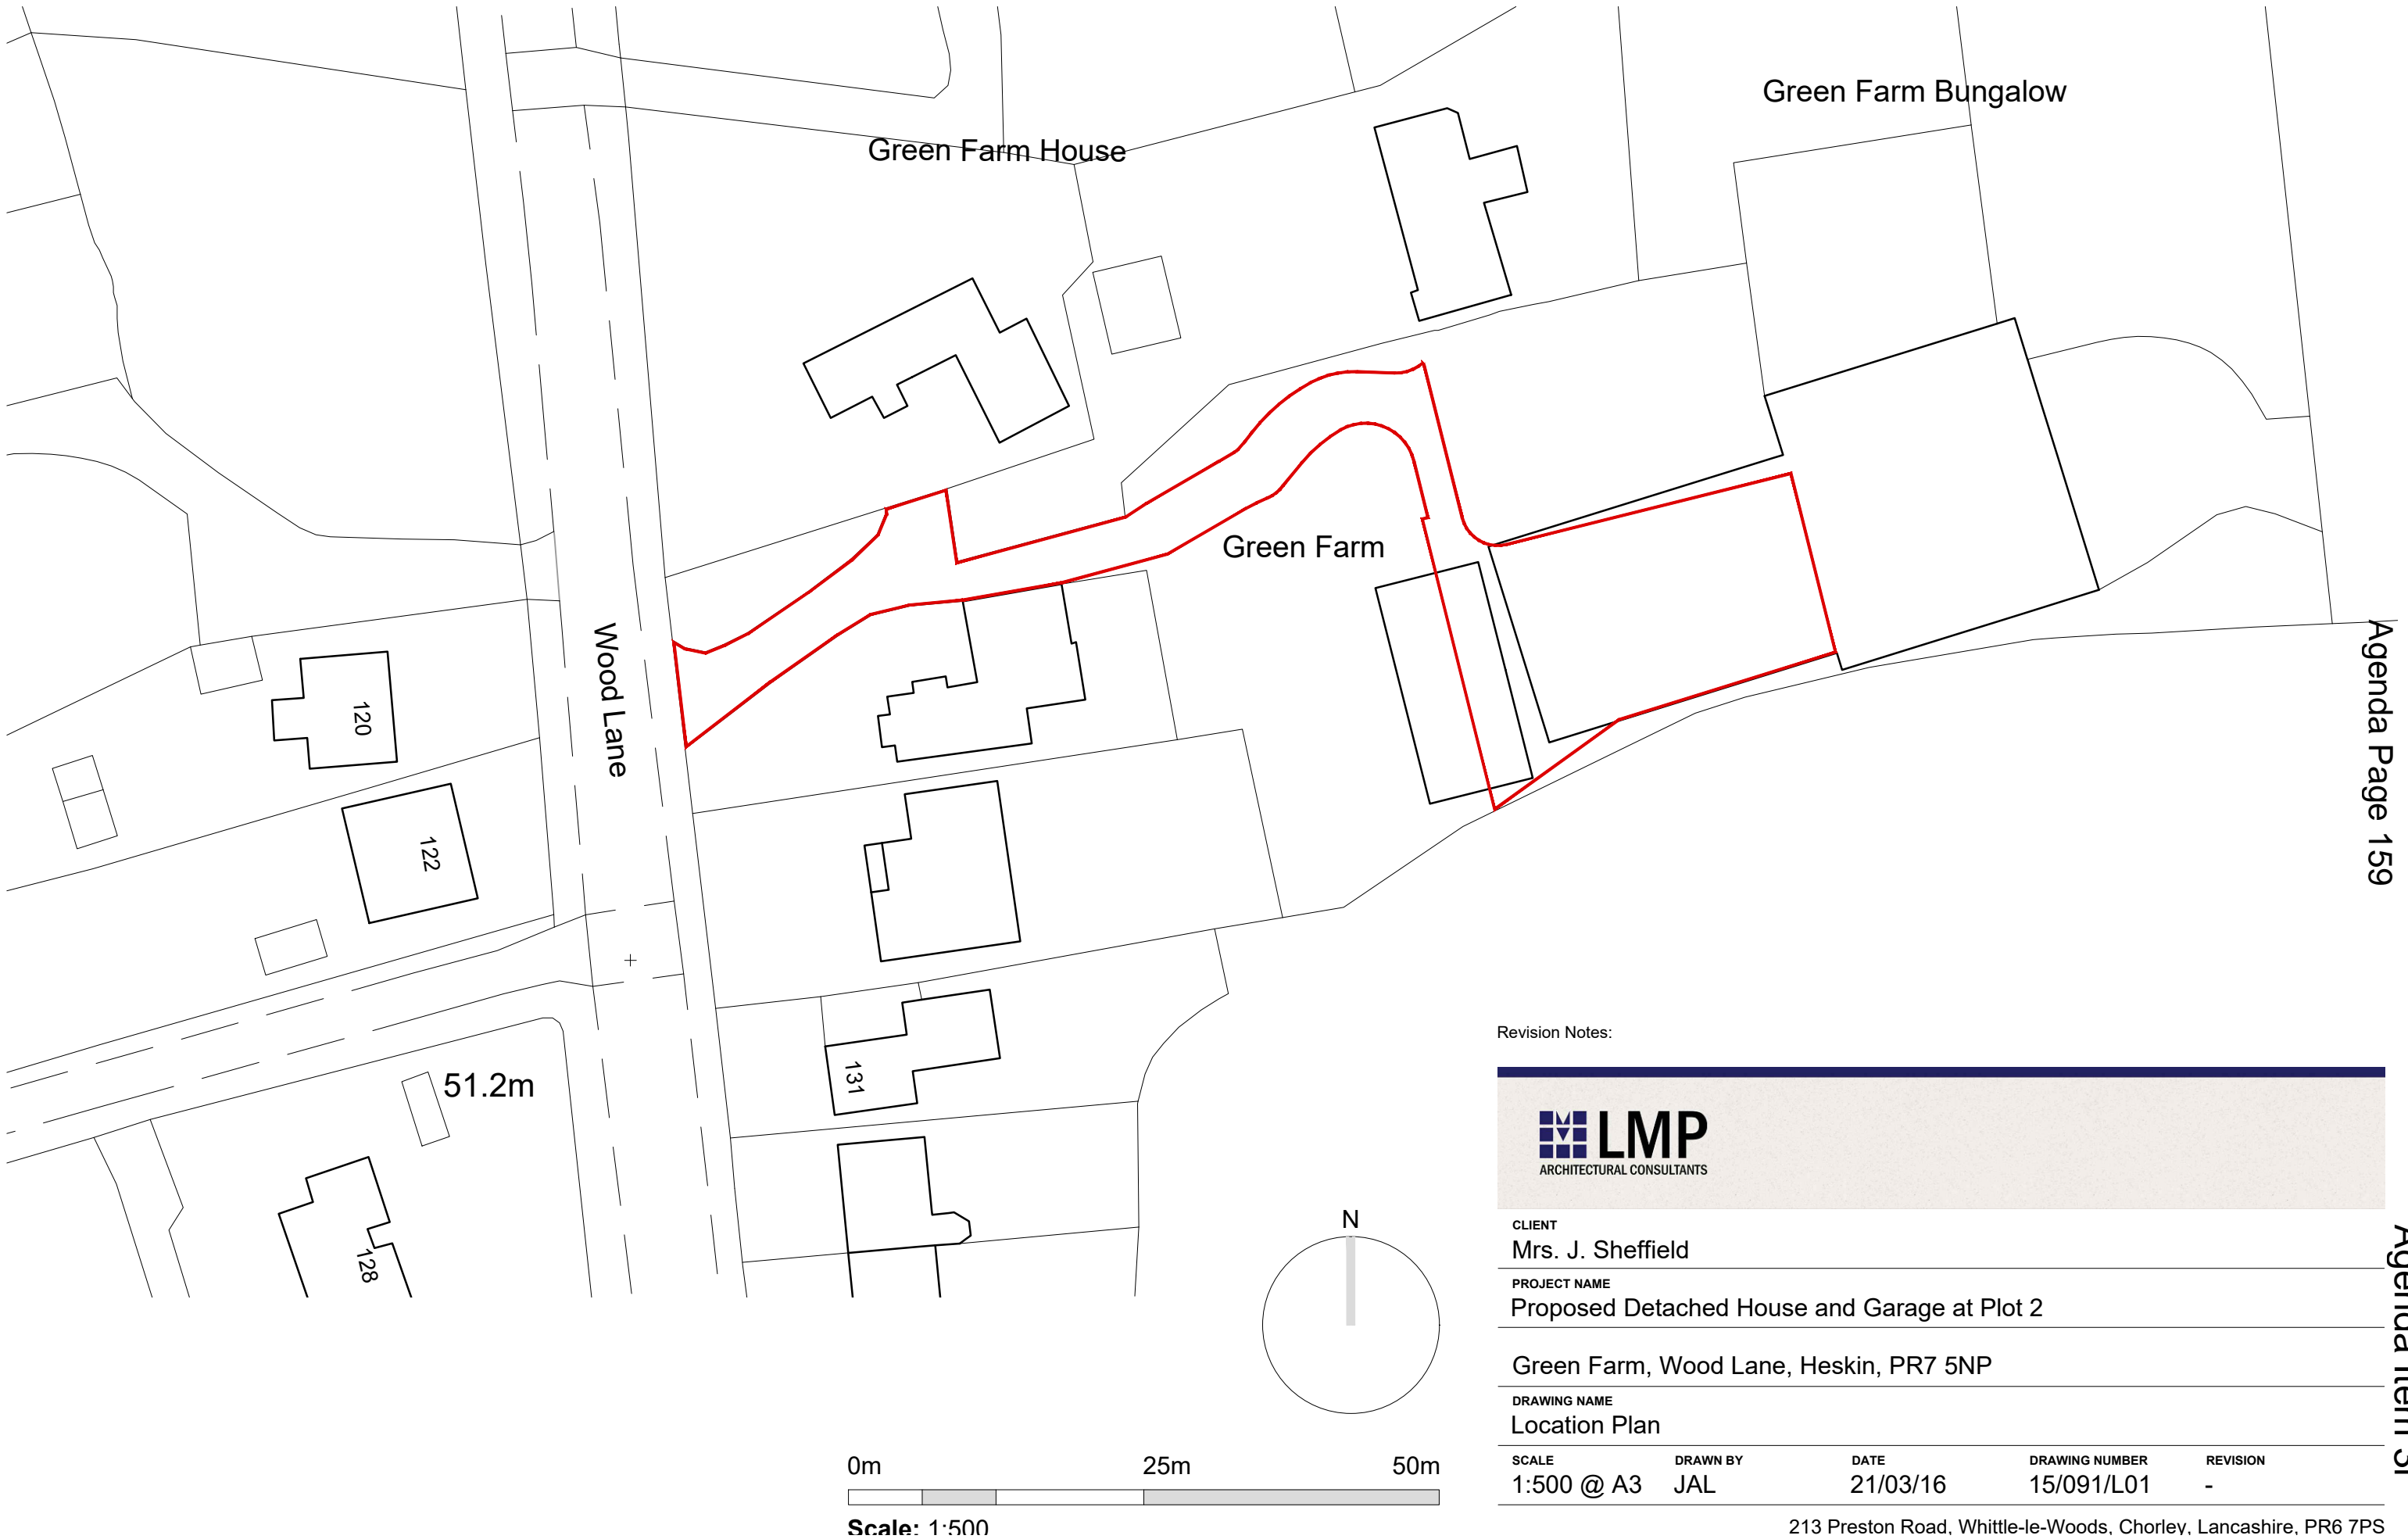 Green Farm Bungalow
Green Farm House
Green Farm
Wood Lane
120
122
131
128
51.2m
Agenda Page 159
Agenda Item 3f
Revision Notes:
LMP
ARCHITECTURAL CONSULTANTS
CLIENT
Mrs. J. Sheffield
PROJECT NAME
Proposed Detached House and Garage at Plot 2
Green Farm, Wood Lane, Heskin, PR7 5NP
DRAWING NAME
Location Plan
SCALE DRAWN BY DATE DRAWING NUMBER REVISION
1:500 @ A3 JAL 21/03/16 15/091/L01 -
213 Preston Road, Whittle-le-Woods, Chorley, Lancashire, PR6 7PS
N
0m 25m 50m
Scale: 1:500